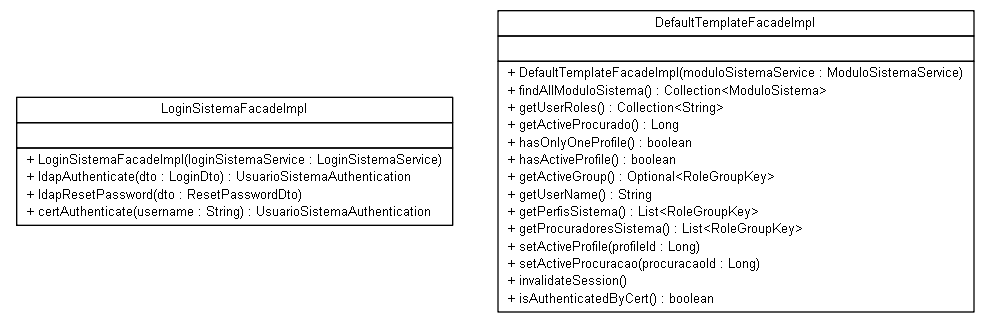 LoginSistemaFacadeImpl
+ LoginSistemaFacadeImpl(loginSistemaService : LoginSistemaService)
+ ldapAuthenticate(dto : LoginDto) : UsuarioSistemaAuthentication
+ ldapResetPassword(dto : ResetPasswordDto)
+ certAuthenticate(username : String) : UsuarioSistemaAuthentication
DefaultTemplateFacadeImpl
+ DefaultTemplateFacadeImpl(moduloSistemaService : ModuloSistemaService)
+ findAllModuloSistema() : Collection<ModuloSistema>
+ getUserRoles() : Collection<String>
+ getActiveProcurado() : Long
+ hasOnlyOneProfile() : boolean
+ hasActiveProfile() : boolean
+ getActiveGroup() : Optional<RoleGroupKey>
+ getUserName() : String
+ getPerfisSistema() : List<RoleGroupKey>
+ getProcuradoresSistema() : List<RoleGroupKey>
+ setActiveProfile(profileId : Long)
+ setActiveProcuracao(procuracaoId : Long)
+ invalidateSession()
+ isAuthenticatedByCert() : boolean